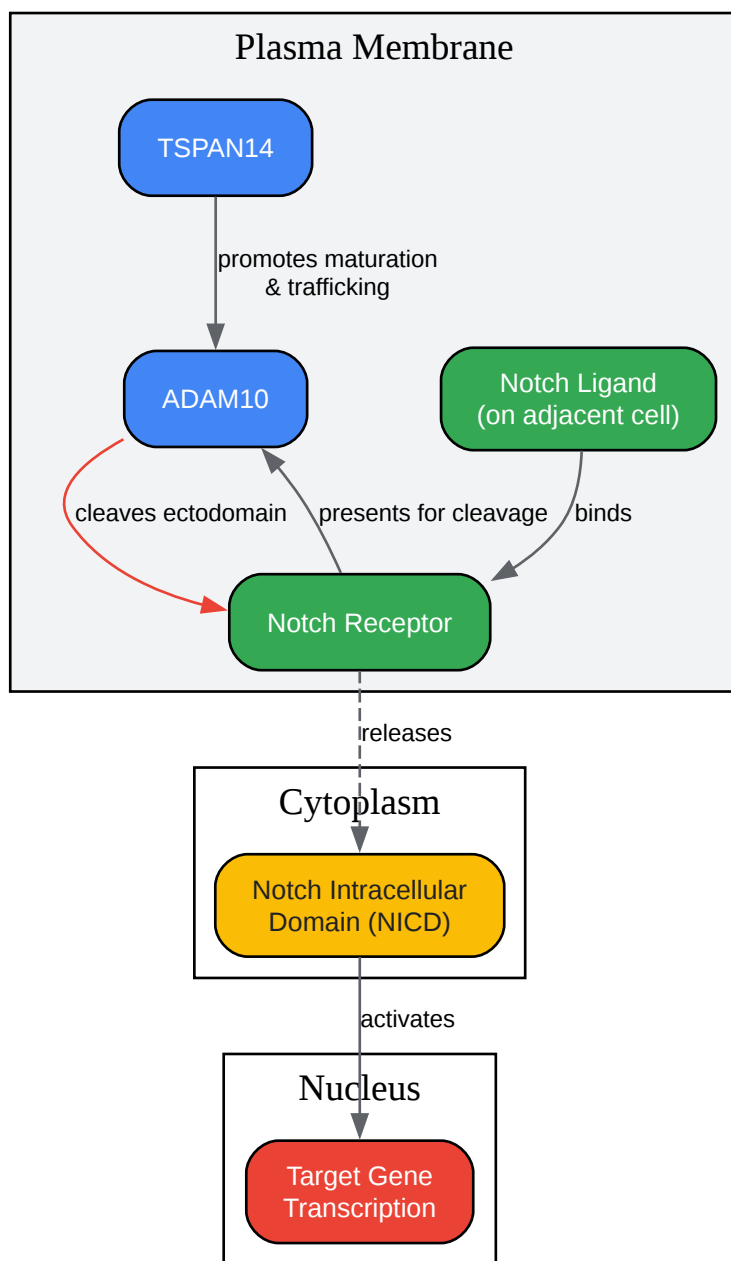 Plasma Membrane
TSPAN14
promotes maturation
& trafficking
ADAM10
Notch Ligand
(on adjacent cell)
cleaves ectodomain
presents for cleavage
binds
Notch Receptor
releases
Cytoplasm
Notch Intracellular
Domain (NICD)
activates
Nucleus
Target Gene
Transcription